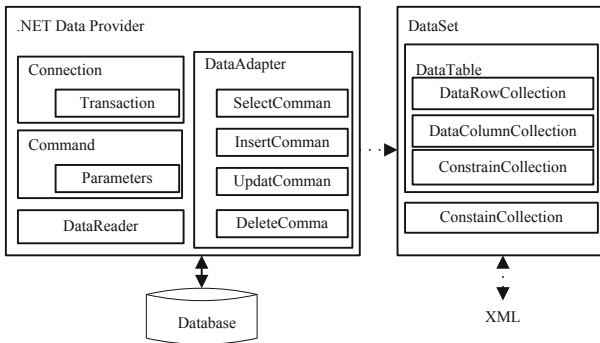 .NET Data Provider
Connection
Transaction
Command
Parameters
DataReader
DataAdapter
SelectComman
InsertComman
UpdatComman
DeleteComma
Database
DataSet
DataTable
DataRowCollection
DataColumnCollection
ConstrainCollection
ConstainCollection
XML